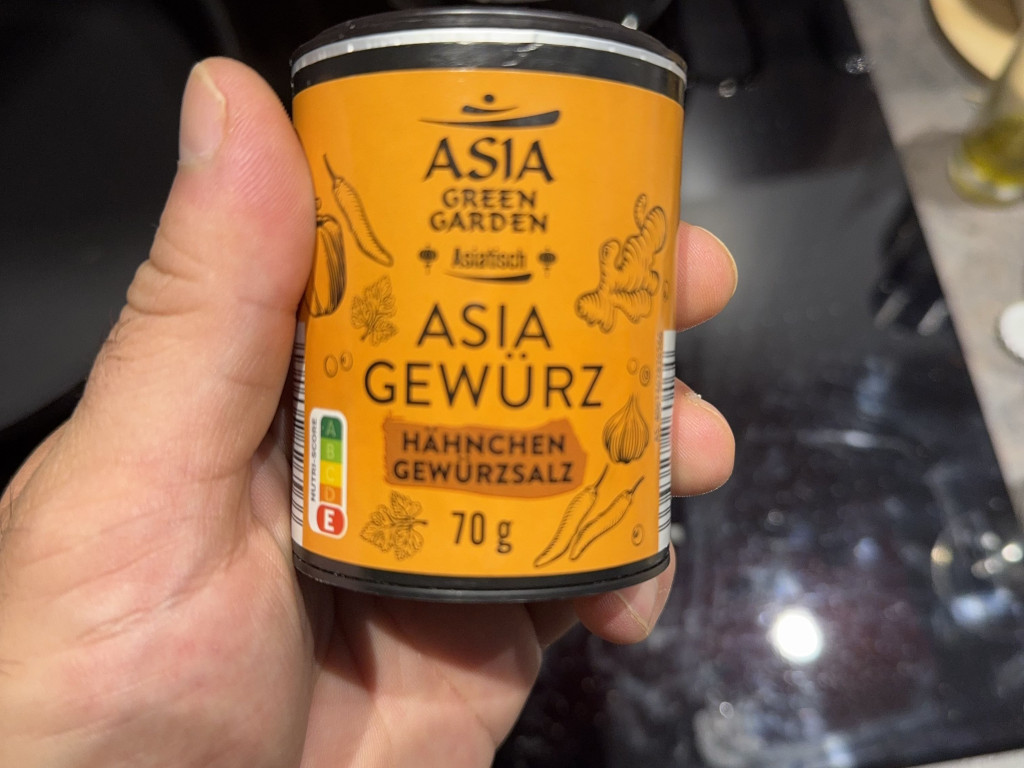 ASIA
GREEN
GARDEN
Asiatisch
ASIA
GEWÜRZ
HÄHNCHEN
GEWÜRZSALZ
70 g
NUTRI-SCORE
A
B
C
D
E